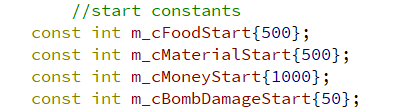 //start constants
const int m_cFoodStart{500};
const int m_cMaterialStart{500};
const int m_cMoneyStart{1000};
const int m_cBombDamageStart{50};